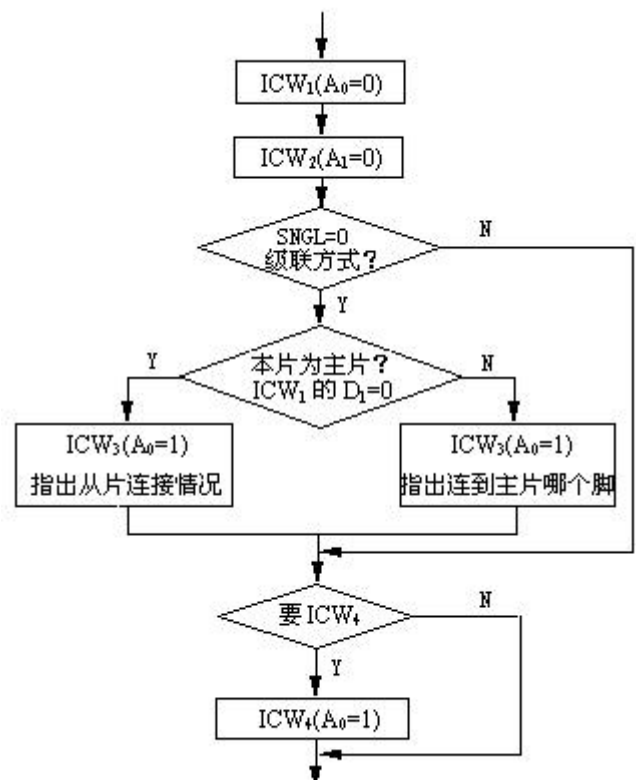 ICW₁(A₀=0)
ICW₂(A₁=0)
SNGL=0
级联方式?
N
Y
本片为主片?
ICW₁ 的 D₁=0
Y
N
ICW₃(A₀=1)
指出从片连接情况
ICW₃(A₀=1)
指出连到主片哪个脚
要 ICW₄
N
Y
ICW₄(A₀=1)